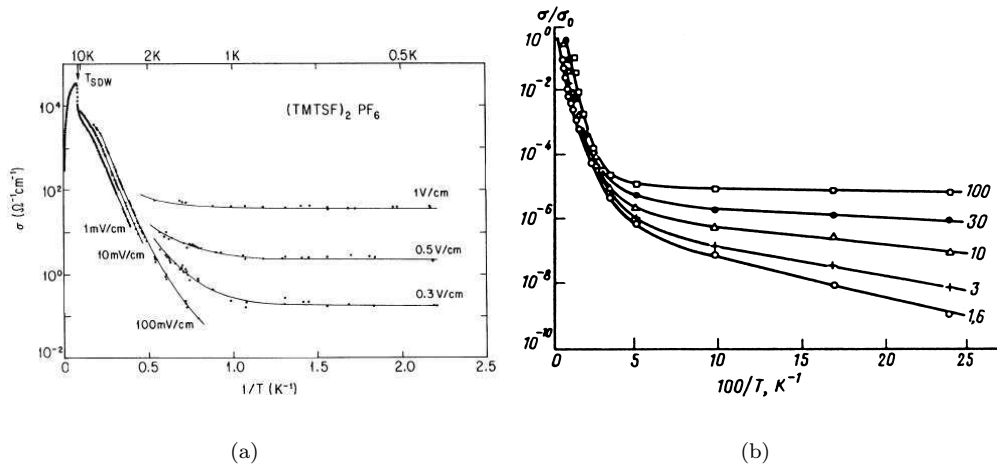 10K 2K 1K 0.5K
T_SDW
(TMTSF)₂ PF₆
σ (Ω⁻¹cm⁻¹)
10⁴
10²
10⁰
10⁻²
1V/cm
0.5V/cm
0.3V/cm
1mV/cm
10mV/cm
100mV/cm
0 0.5 1.0 1.5 2.0 2.5
1/T (K⁻¹)
(a)
σ/σ₀
10⁰
10⁻²
10⁻⁴
10⁻⁶
10⁻⁸
10⁻¹⁰
100
30
10
3
1,6
0 5 10 15 20 25
100/T, K⁻¹
(b)